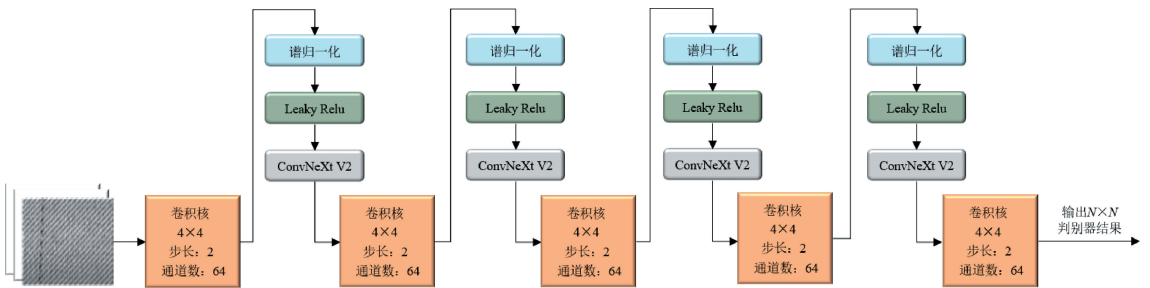 谱归一化
Leaky Relu
ConvNeXt V2
谱归一化
Leaky Relu
ConvNeXt V2
谱归一化
Leaky Relu
ConvNeXt V2
谱归一化
Leaky Relu
ConvNeXt V2
卷积核
4×4
步长：2
通道数：64
卷积核
4×4
步长：2
通道数：64
卷积核
4×4
步长：2
通道数：64
卷积核
4×4
步长：2
通道数：64
卷积核
4×4
步长：2
通道数：64
输出N×N
判别器结果